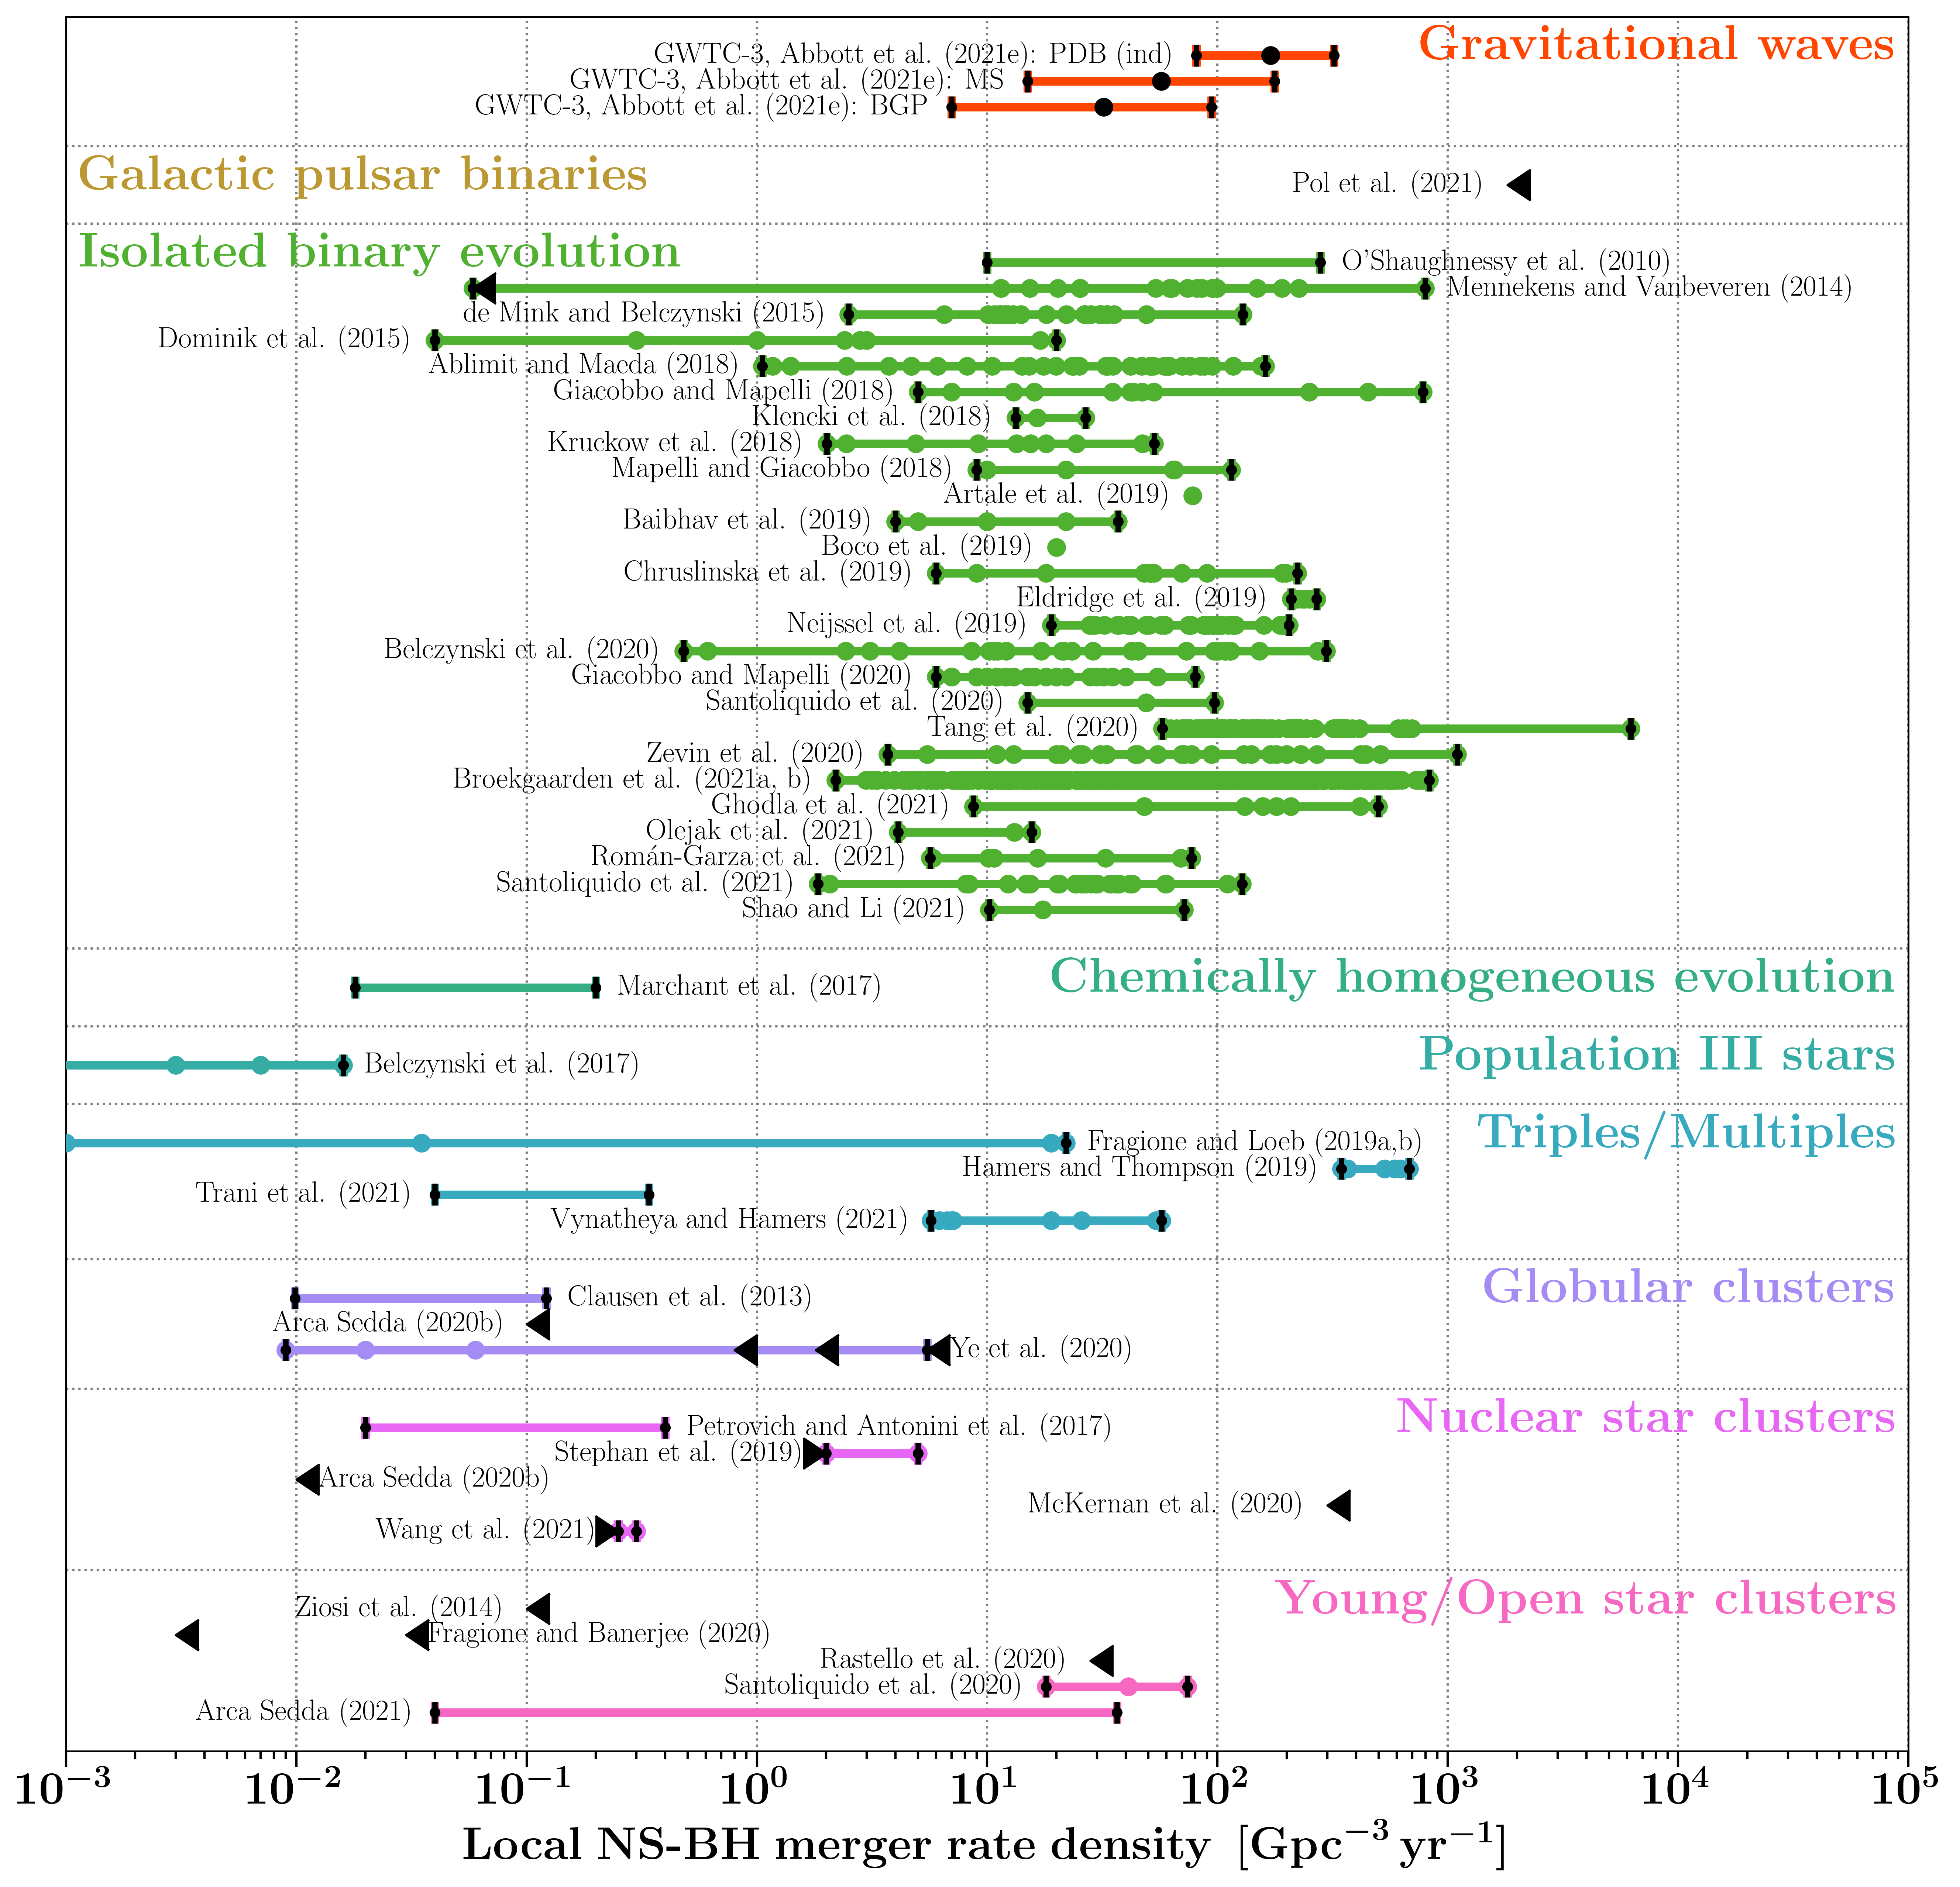 Gravitational waves
GWTC-3, Abbott et al. (2021e): PDB (ind)
GWTC-3, Abbott et al. (2021e): MS
GWTC-3, Abbott et al. (2021e): BGP
Galactic pulsar binaries
Pol et al. (2021)
Isolated binary evolution
O'Shaughnessy et al. (2010)
Mennekens and Vanbeveren (2014)
de Mink and Belczynski (2015)
Dominik et al. (2015)
Ablimit and Maeda (2018)
Giacobbo and Mapelli (2018)
Klencki et al. (2018)
Kruckow et al. (2018)
Mapelli and Giacobbo (2018)
Artale et al. (2019)
Baibhav et al. (2019)
Boco et al. (2019)
Chruslinska et al. (2019)
Eldridge et al. (2019)
Neijssel et al. (2019)
Belczynski et al. (2020)
Giacobbo and Mapelli (2020)
Santoliquido et al. (2020)
Tang et al. (2020)
Zevin et al. (2020)
Broekgaarden et al. (2021a, b)
Ghodla et al. (2021)
Olejak et al. (2021)
Román-Garza et al. (2021)
Santoliquido et al. (2021)
Shao and Li (2021)
Chemically homogeneous evolution
Marchant et al. (2017)
Population III stars
Belczynski et al. (2017)
Triples/Multiples
Fragione and Loeb (2019a,b)
Hamers and Thompson (2019)
Trani et al. (2021)
Vynatheya and Hamers (2021)
Globular clusters
Clausen et al. (2013)
Arca Sedda (2020b)
Ye et al. (2020)
Nuclear star clusters
Petrovich and Antonini et al. (2017)
Stephan et al. (2019)
Arca Sedda (2020b)
McKernan et al. (2020)
Wang et al. (2021)
Young/Open star clusters
Ziosi et al. (2014)
Fragione and Banerjee (2020)
Rastello et al. (2020)
Santoliquido et al. (2020)
Arca Sedda (2021)
10⁻³ 10⁻² 10⁻¹ 10⁰ 10¹ 10² 10³ 10⁴ 10⁵
Local NS-BH merger rate density [Gpc⁻³ yr⁻¹]